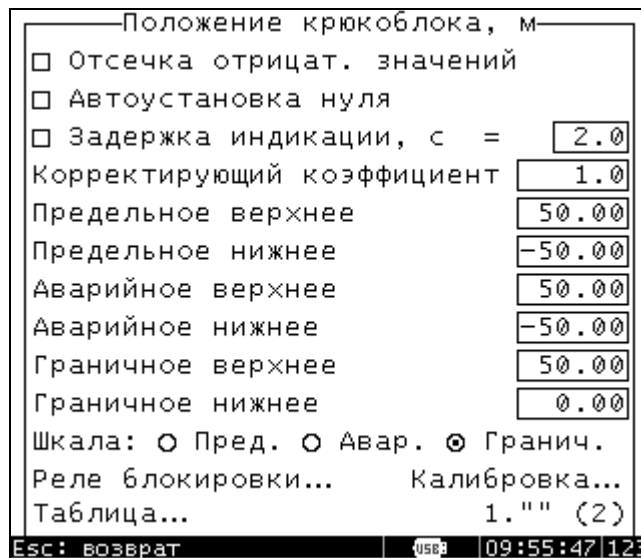 Положение крюкоблока, м
Отсечка отрицат. значений
Автоустановка нуля
Задержка индикации, с = 2.0
Корректирующий коэффициент 1.0
Предельное верхнее 50.00
Предельное нижнее -50.00
Аварийное верхнее 50.00
Аварийное нижнее -50.00
Граничное верхнее 50.00
Граничное нижнее 0.00
Шкала: Пред. Авар. Гранич.
Реле блокировки... Калибровка...
Таблица... 1."" (2)
Esc: возврат USB 09:55:47